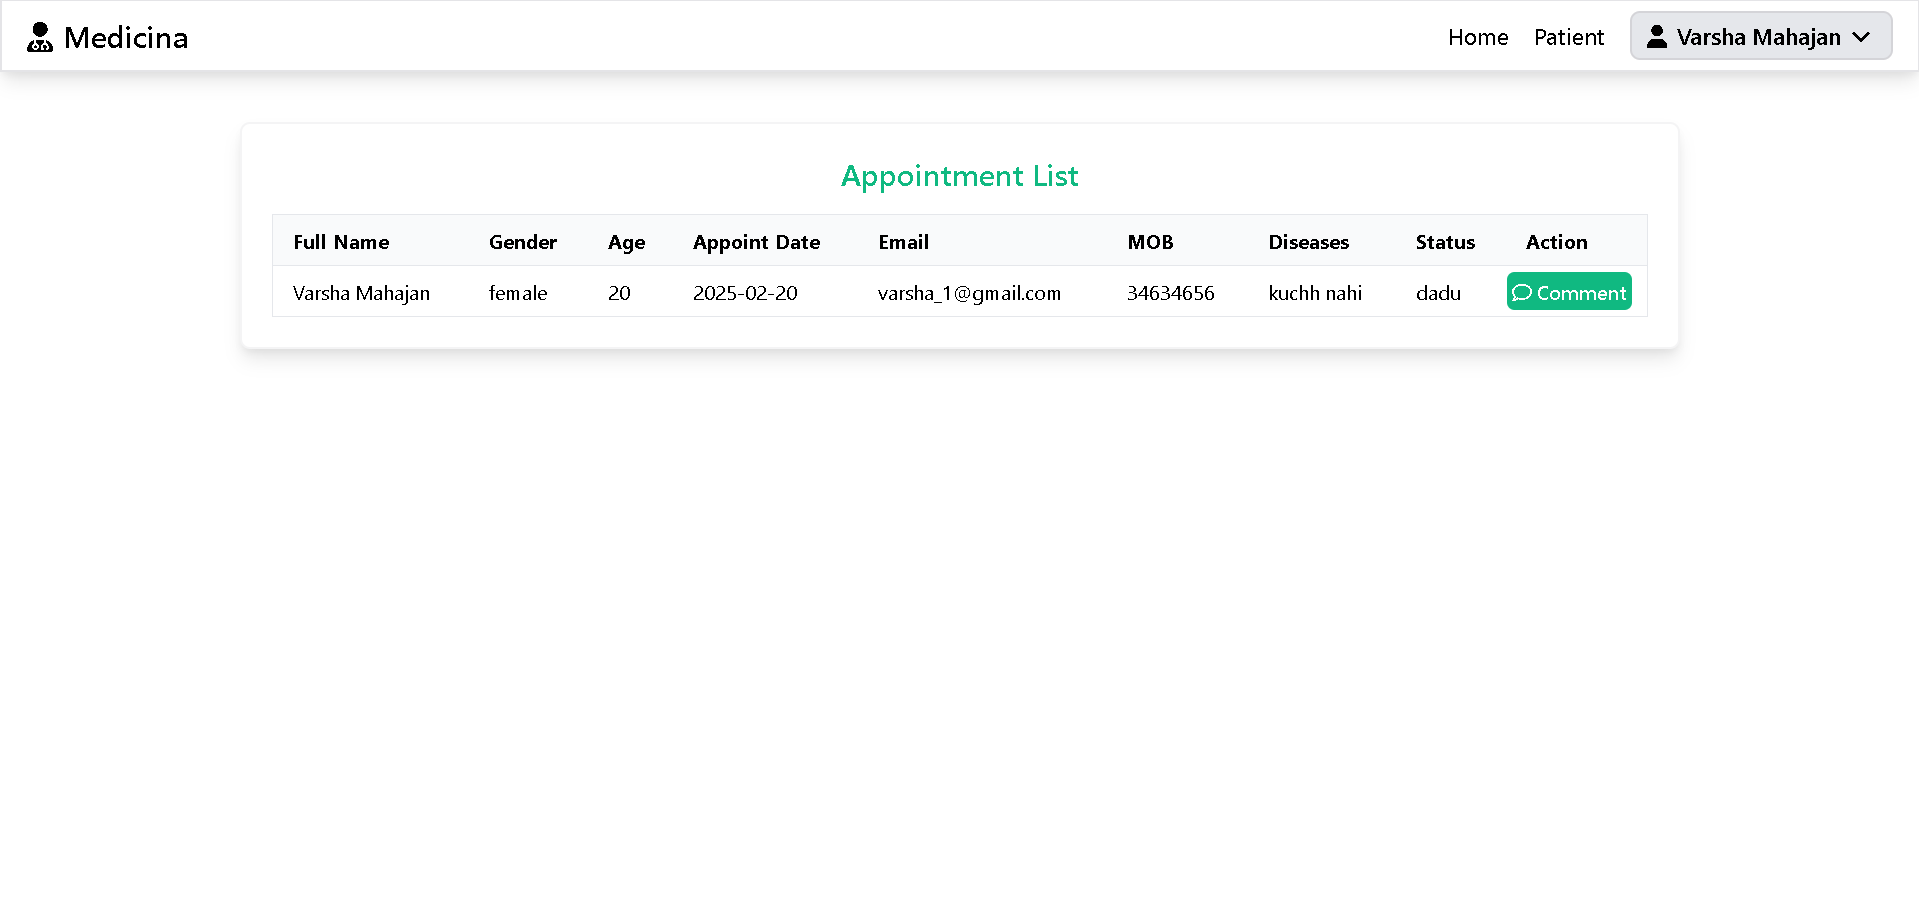 Medicina Home Patient Varsha Mahajan
Appointment List
Full Name Gender Age Appoint Date Email MOB Diseases Status Action
Varsha Mahajan female 20 2025-02-20 varsha_1@gmail.com 34634656 kuchh nahi dadu Comment